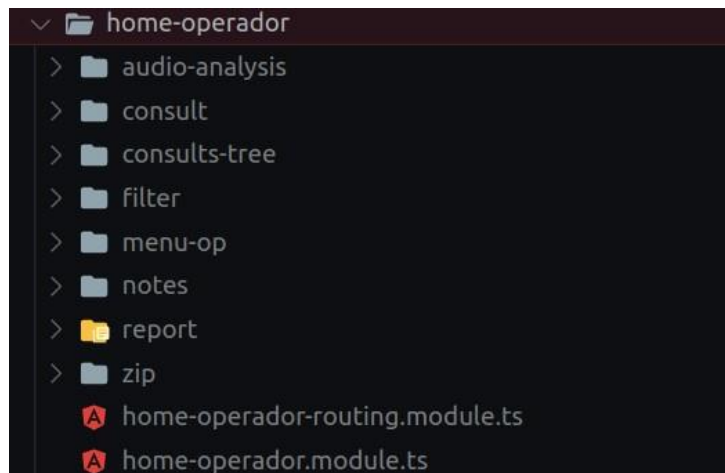 home-operador
audio-analysis
consult
consults-tree
filter
menu-op
notes
report
zip
home-operador-routing.module.ts
home-operador.module.ts